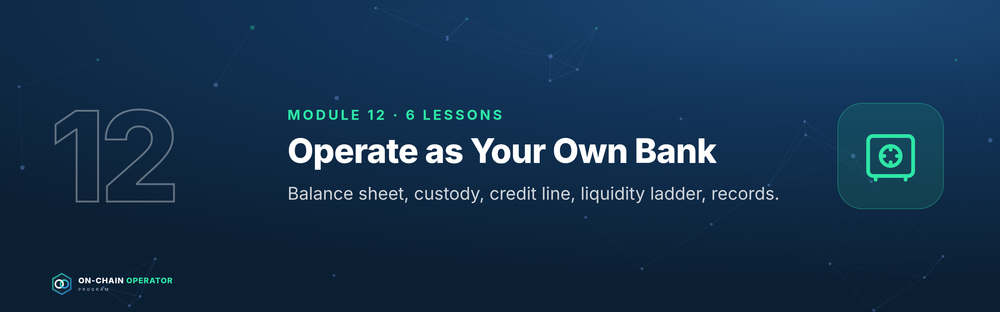 12
MODULE 12 · 6 LESSONS
Operate as Your Own Bank
Balance sheet, custody, credit line, liquidity ladder, records.
ON-CHAIN OPERATOR
PROGRAM